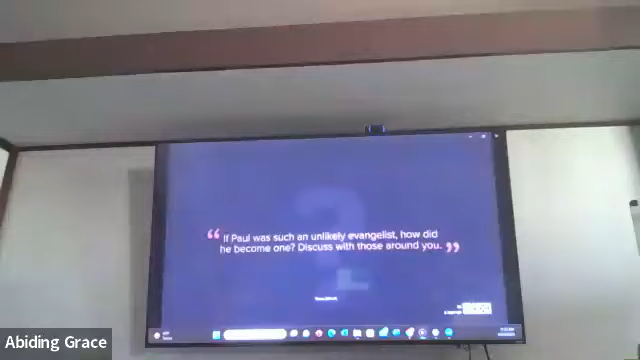 “ If Paul was such an unlikely evangelist, how did
he become one? Discuss with those around you. ”
Abiding Grace